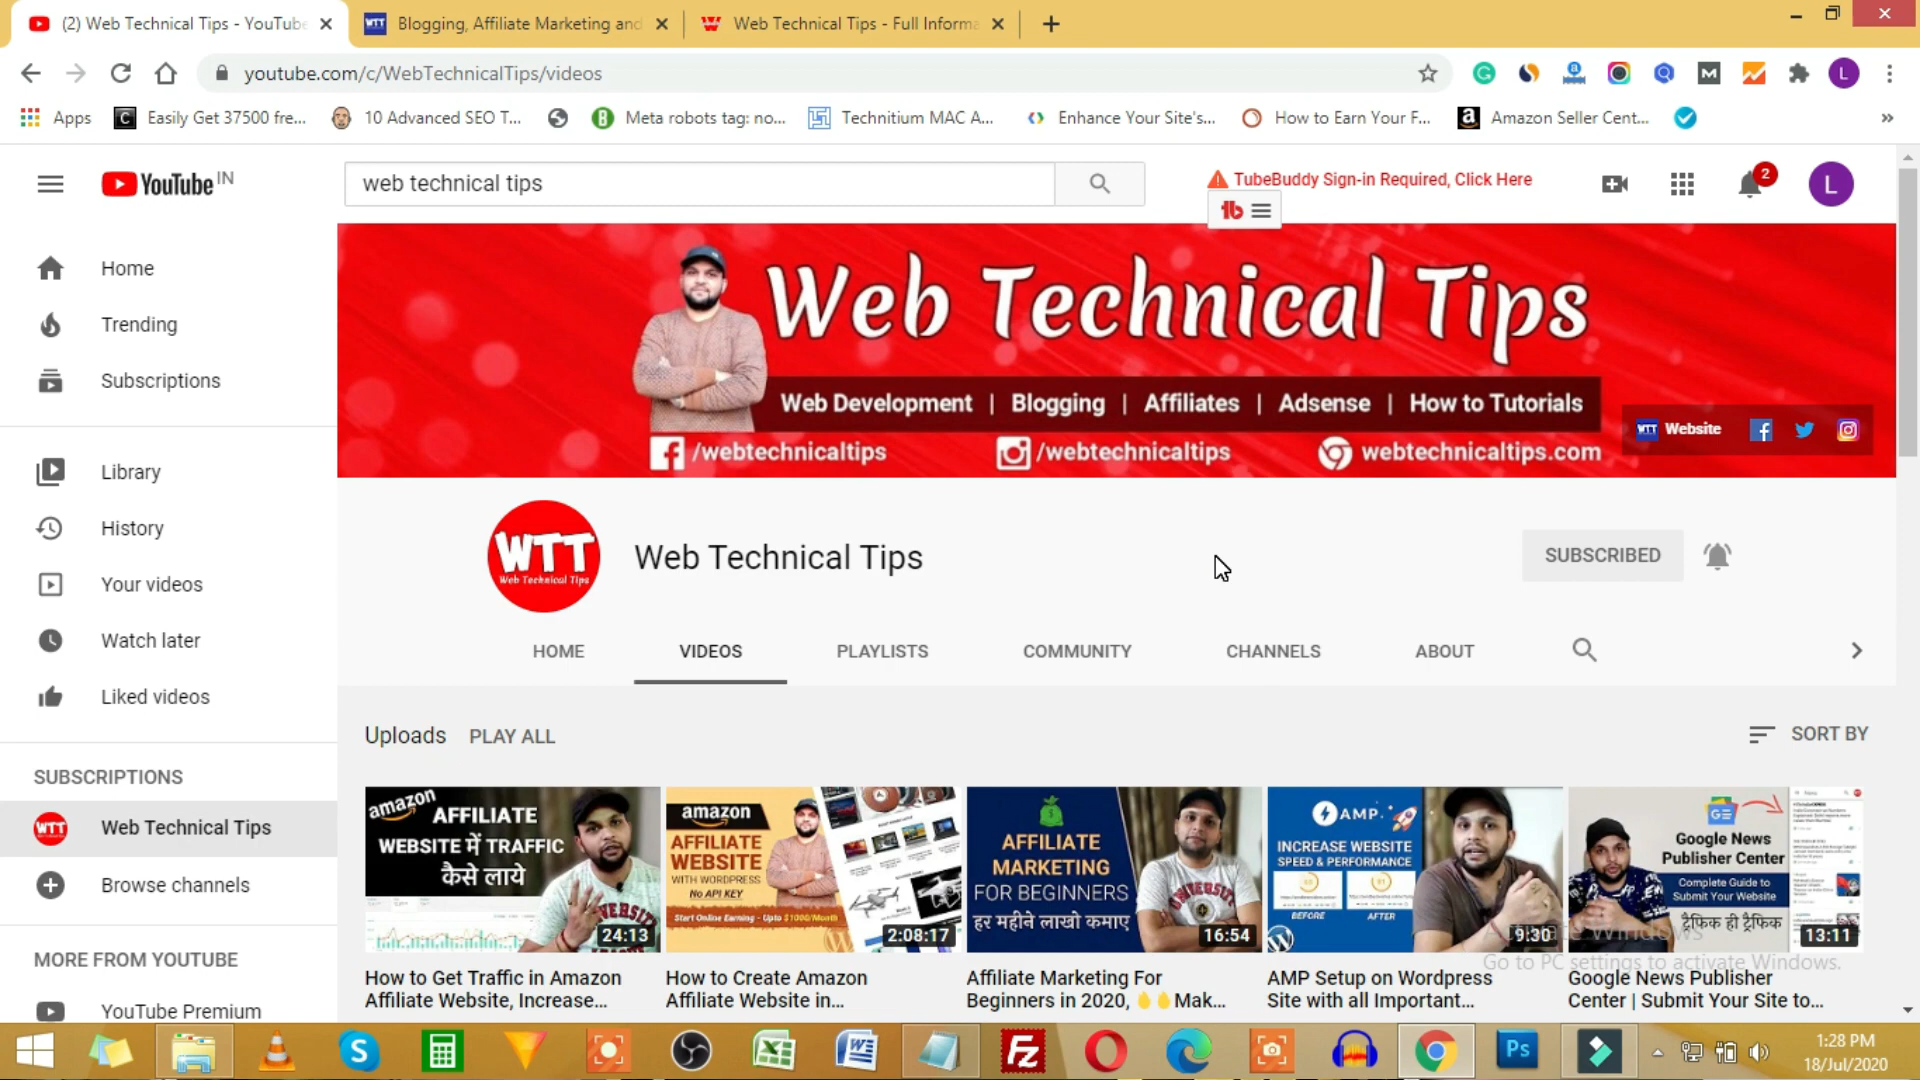 (2) Web Technical Tips - YouTube
Blogging, Affiliate Marketing and
Web Technical Tips - Full Informa
youtube.com/c/WebTechnicalTips/videos
L
Apps
Easily Get 37500 fre...
10 Advanced SEO T...
Meta robots tag: no...
Technitium MAC A...
Enhance Your Site's...
How to Earn Your F...
Amazon Seller Cent...
»
YouTube IN
web technical tips
TubeBuddy Sign-in Required, Click Here
2
L
Home
Trending
Subscriptions
Library
History
Your videos
Watch later
Liked videos
SUBSCRIPTIONS
Web Technical Tips
Browse channels
MORE FROM YOUTUBE
YouTube Premium
Web Technical Tips
Web Development | Blogging | Affiliates | Adsense | How to Tutorials
/webtechnicaltips
/webtechnicaltips
webtechnicaltips.com
WTT Website
WTT
Web Technical Tips
Web Technical Tips
SUBSCRIBED
HOME
VIDEOS
PLAYLISTS
COMMUNITY
CHANNELS
ABOUT
Uploads
PLAY ALL
SORT BY
amazon
AFFILIATE
WEBSITE में TRAFFIC
कैसे लाये
24:13
How to Get Traffic in Amazon
Affiliate Website, Increase...
amazon
AFFILIATE
WEBSITE
WITH WORDPRESS
No API KEY
Start Online Earning - Upto $1000/Month
2:08:17
How to Create Amazon
Affiliate Website in...
AFFILIATE
MARKETING
FOR BEGINNERS
हर महीने लाखो कमाए
16:54
Affiliate Marketing For
Beginners in 2020, Mak...
AMP
INCREASE WEBSITE
SPEED & PERFORMANCE
BEFORE
AFTER
9:30
AMP Setup on Wordpress
Site with all Important...
Google News
Publisher Center
Complete Guide to
Submit Your Website
ट्रैफिक ही ट्रैफिक
13:11
Google News Publisher
Center | Submit Your Site to...
Activate Windows
Go to PC settings to activate Windows.
1:28 PM
18/Jul/2020